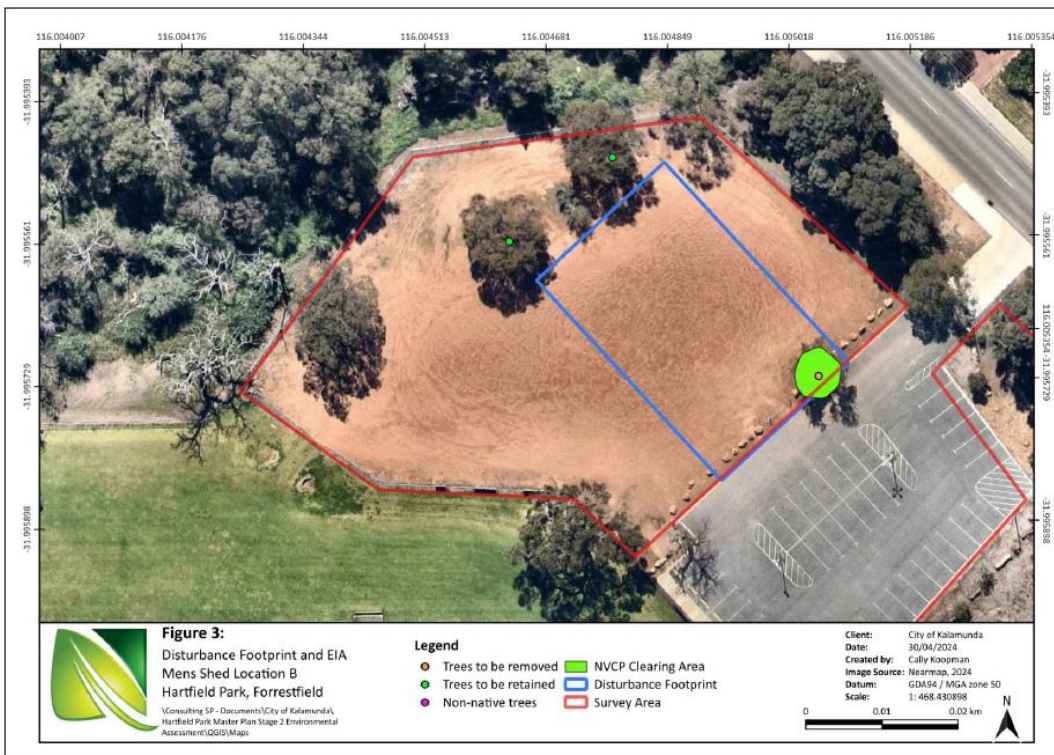 116.004007 116.004176 116.004344 116.004513 116.004681 116.004849 116.005018 116.005186 116.005354
-31.995393
-31.995393
-31.995561
-31.995561
116.005354
-31.995729
-31.995729
-31.995898
-31.995898
Figure 3:
Disturbance Footprint and EIA
Mens Shed Location B
Hartfield Park, Forrestfield
\Consulting SP - Documents\City of Kalamunda\
Hartfield Park Master Plan Stage 2 Environmental
Assessment\QGIS\Maps
Legend
Trees to be removed
Trees to be retained
Non-native trees
NVCP Clearing Area
Disturbance Footprint
Survey Area
Client: City of Kalamunda
Date: 30/04/2024
Created by: Cally Koopman
Image Source: Nearmap, 2024
Datum: GDA94 / MGA zone 50
Scale: 1: 468.430898
0 0.01 0.02 km
N